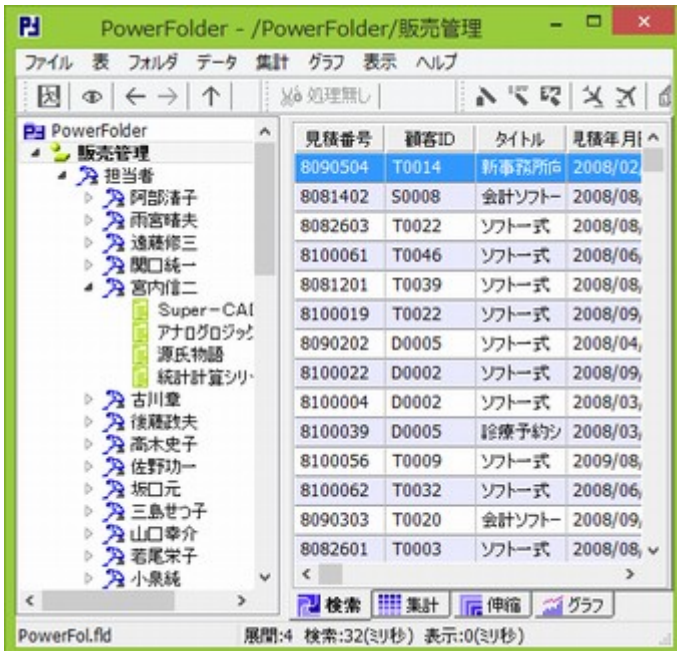 PowerFolder - /PowerFolder/販売管理
ファイル 表 フォルダ データ 集計 グラフ 表示 ヘルプ
処理無し
PowerFolder
販売管理
担当者
阿部渚子
雨宮晴夫
遠藤修三
関口純一
宮内信二
Super-CAD
アナログロジック
源氏物語
統計計算シリ
古川章
後藤政夫
高木史子
佐野功一
坂口元
三島せつ子
山口幸介
若尾栄子
小泉純
見積番号 顧客ID タイトル 見積年月日
8090504 T0014 新事務所向 2008/02/
8081402 S0008 会計ソフトー 2008/08/
8082603 T0022 ソフト一式 2008/08/
8100061 T0046 ソフト一式 2008/06/
8081201 T0039 ソフト一式 2008/08/
8100019 T0022 ソフト一式 2008/09/
8090202 D0005 ソフト一式 2008/04/
8100022 D0002 ソフト一式 2008/09/
8100004 D0002 ソフト一式 2008/03/
8100039 D0005 診療予約シ 2008/03/
8100056 T0009 ソフト一式 2009/08/
8100062 T0032 ソフト一式 2008/06/
8090303 T0020 会計ソフトー 2008/09/
8082601 T0003 ソフト一式 2008/08/
検索 集計 伸縮 グラフ
PowerFol.fld 展開:4 検索:32(ミリ秒) 表示:0(ミリ秒)